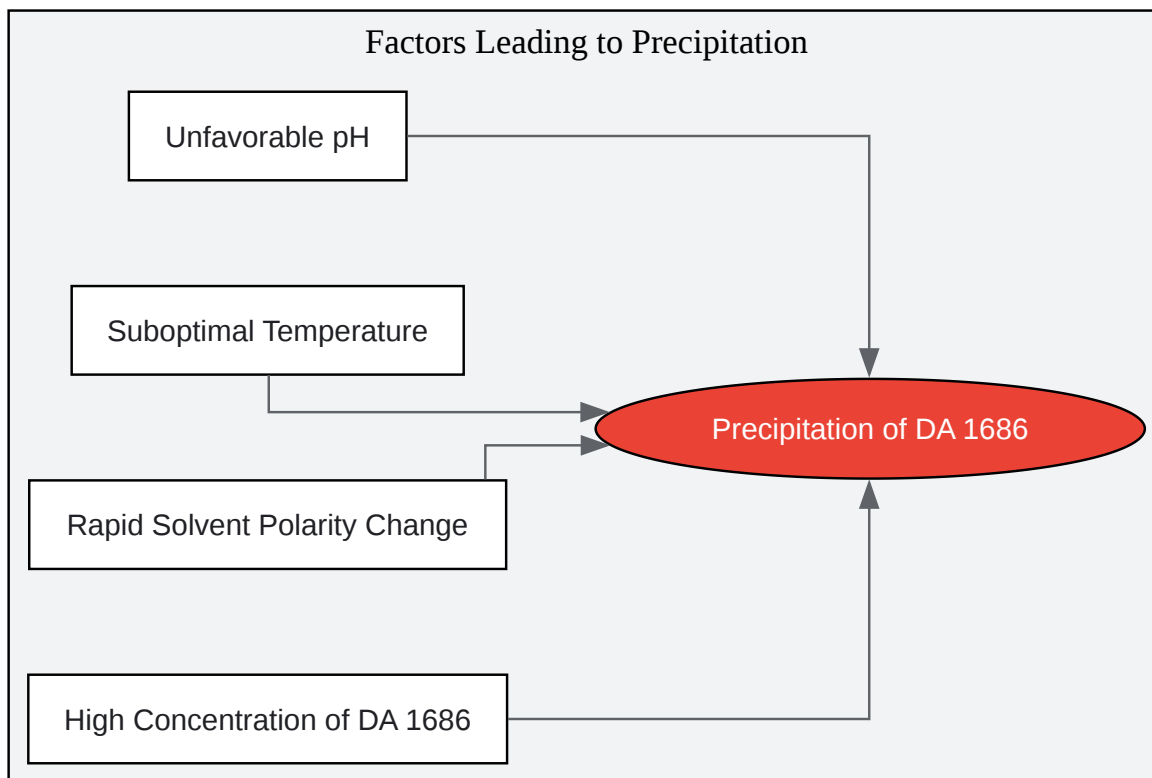 Factors Leading to Precipitation
Unfavorable pH
Suboptimal Temperature
Precipitation of DA 1686
Rapid Solvent Polarity Change
High Concentration of DA 1686